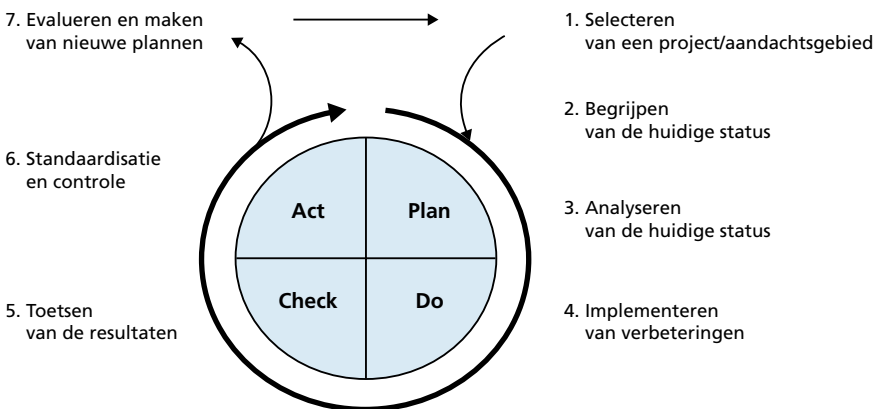 7. Evalueren en maken
van nieuwe plannen
1. Selecteren
van een project/aandachtsgebied
2. Begrijpen
van de huidige status
6. Standaardisatie
en controle
3. Analyseren
van de huidige status
Act
Plan
Check
Do
5. Toetsen
van de resultaten
4. Implementeren
van verbeteringen